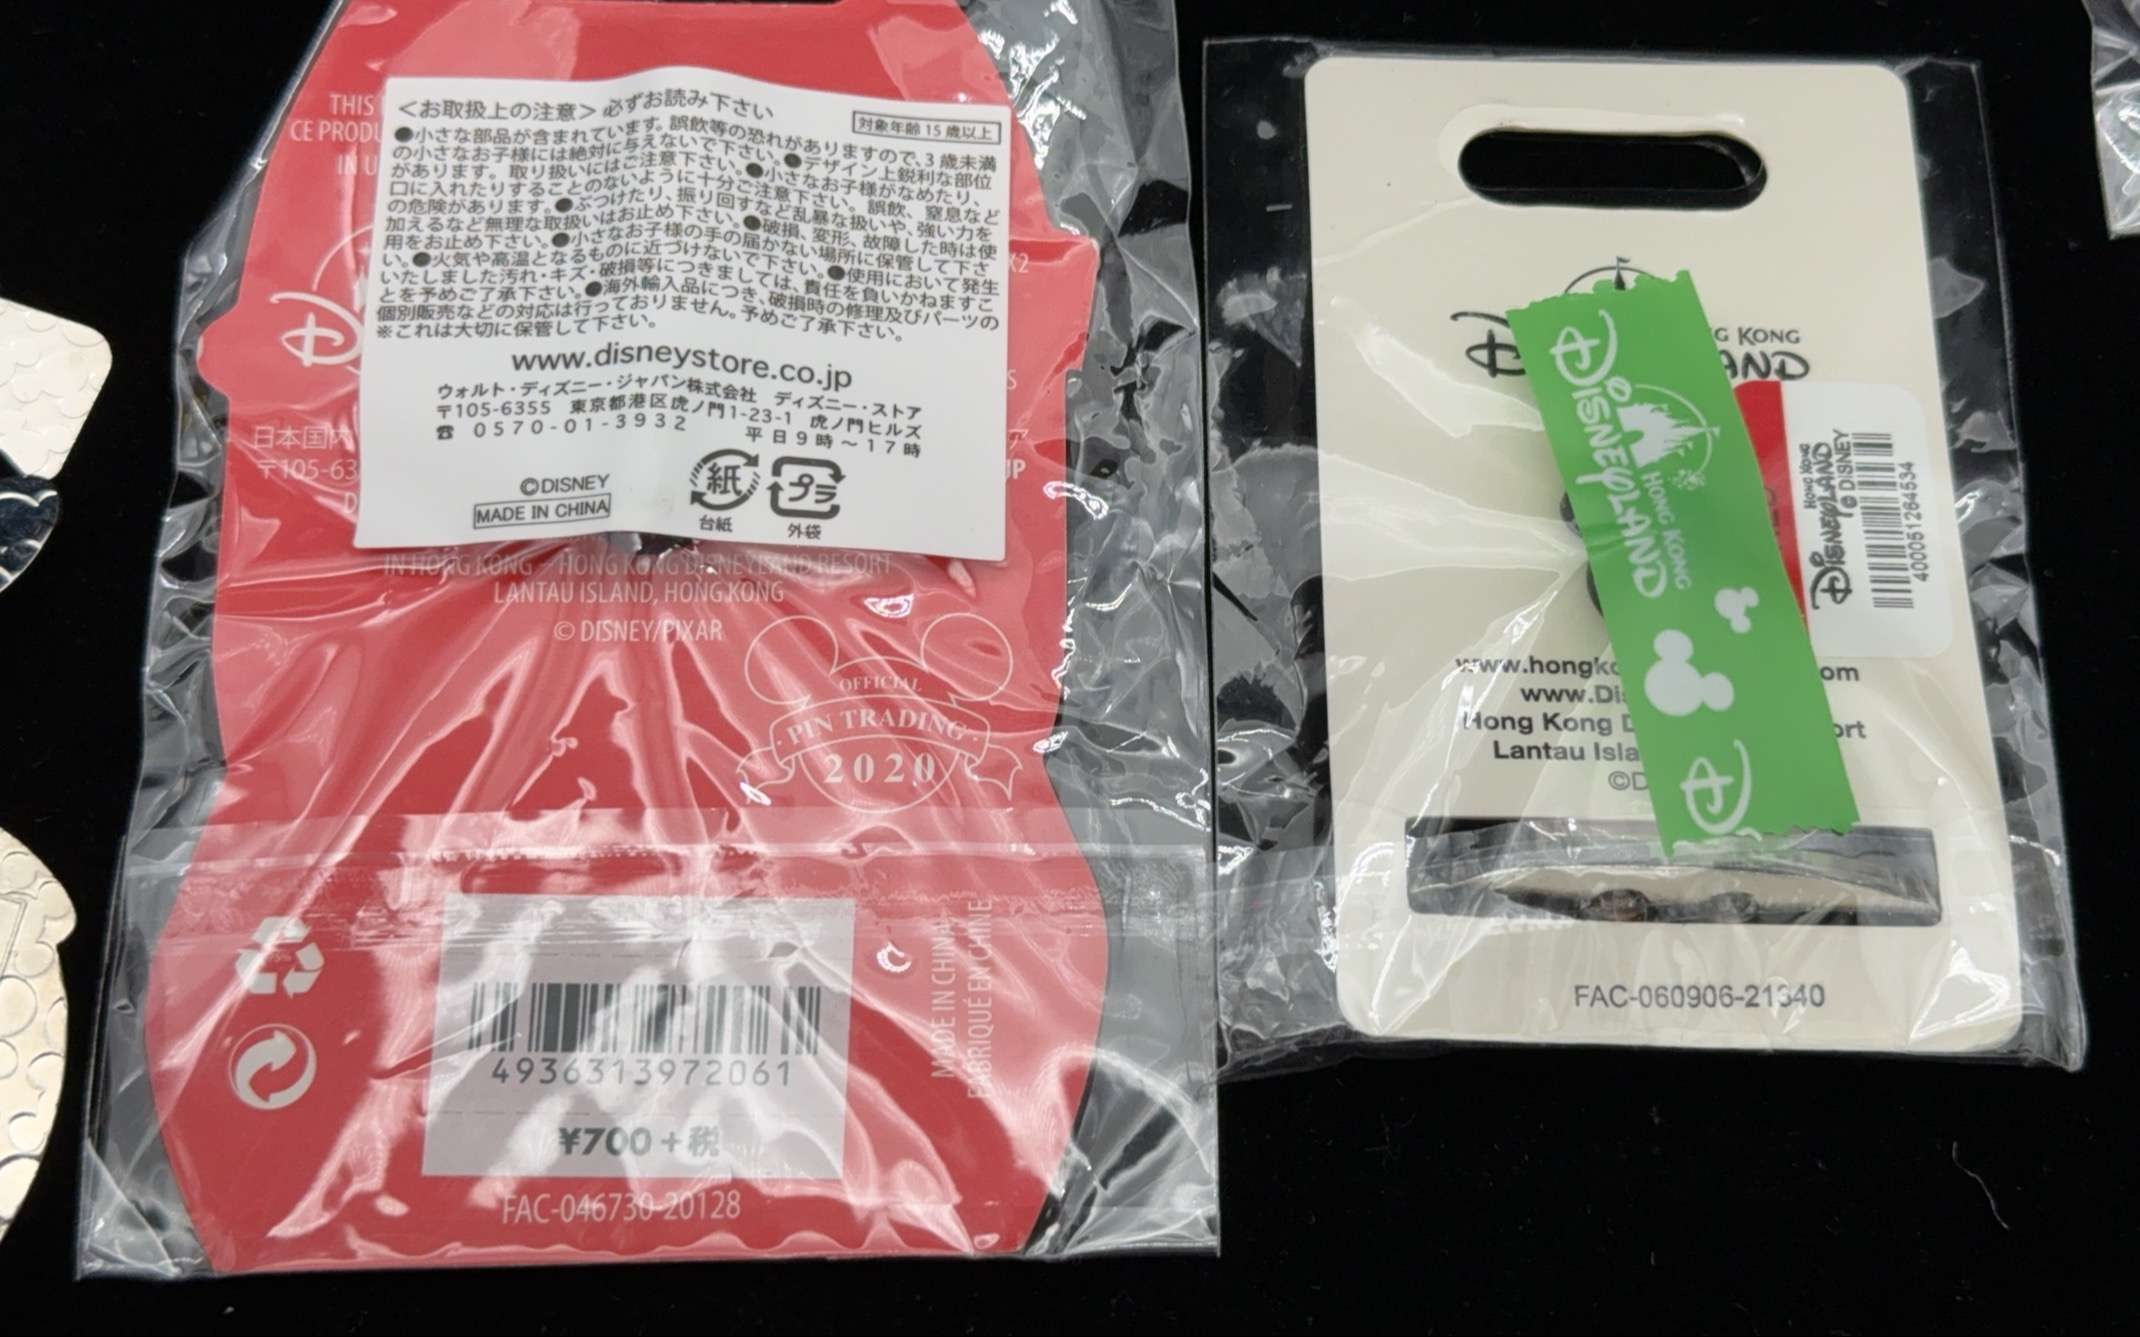 THIS
CE PRODU
IN U
<お取扱上の注意>必ずお読み下さい
対象年齢15歳以上
●小さな部品が含まれています。誤飲等の恐れがありますので、3歳未満
の小さなお子様には絶対に与えないで下さい。●デザイン上鋭利な部位
があります。取り扱いにはご注意下さい。●小さなお子様がなめたり、
口に入れたりすることのないように十分ご注意下さい。誤飲、窒息など
の危険があります。●ぶつけたり、振り回すなど乱暴な扱いや、強い力を
加えるなど無理な取扱いはお止め下さい。●破損、変形、故障した時は使
用をお止め下さい。●小さなお子様の手の届かない場所に保管して下さ
い。●火気や高温となるものに近づけないで下さい。●使用において発生
いたしました汚れ・キズ・破損等につきましては、責任を負いかねますこ
とを予めご了承下さい。●海外輸入品につき、破損時の修理及びパーツの
個別販売などの対応は行っておりません。予めご了承下さい。
※これは大切に保管して下さい。
www.disneystore.co.jp
ウォルト・ディズニー・ジャパン株式会社 ディズニー・ストア
〒105-6355 東京都港区虎ノ門1-23-1 虎ノ門ヒルズ
☎ 0570-01-3932 平日9時～17時
©DISNEY
MADE IN CHINA
紙
台紙
プラ
外袋
日本国内
〒105-63
IN HONG KONG – HONG KONG DISNEYLAND RESORT
LANTAU ISLAND, HONG KONG
© DISNEY/PIXAR
OFFICIAL
· PIN TRADING ·
2020
MADE IN CHINA
FABRIQUÉ EN CHINE
4936313972061
¥700+税
FAC-046730-20128
G KONG
AND
DISNEYLAND
HONG KONG
HONG KONG
DISNEYLAND
© DISNEY
400051264534
www.hongko
om
www.Dis
Hong Kong D
ort
Lantau Isla
©D
FAC-060906-21340